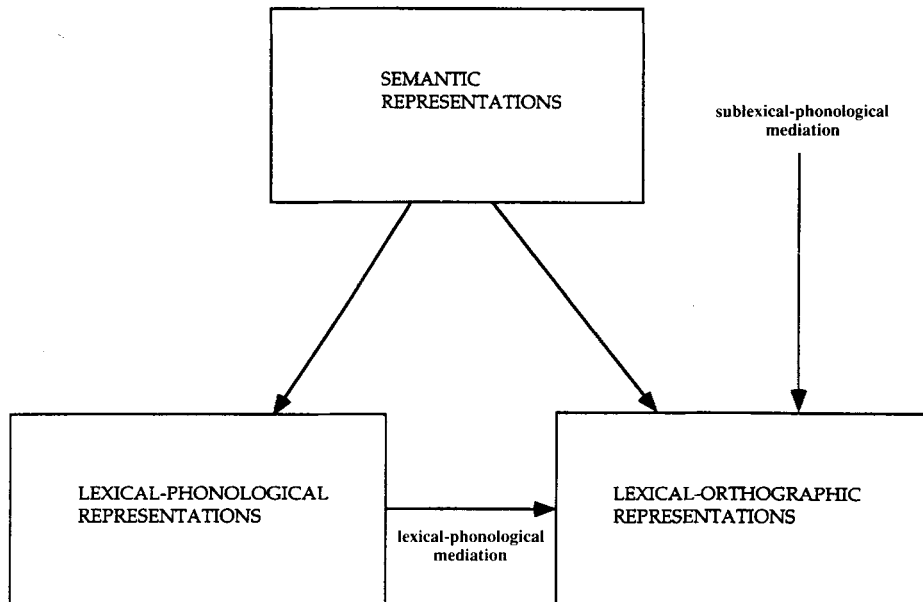 SEMANTIC
REPRESENTATIONS
sublexical-phonological
mediation
LEXICAL-PHONOLOGICAL
REPRESENTATIONS
lexical-phonological
mediation
LEXICAL-ORTHOGRAPHIC
REPRESENTATIONS